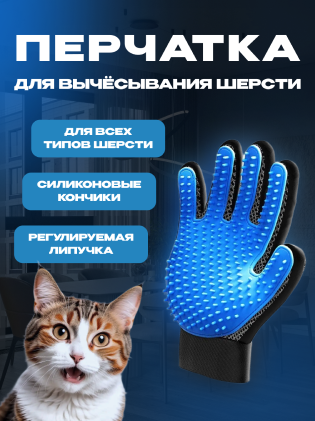 ПЕРЧАТКА
ДЛЯ ВЫЧЁСЫВАНИЯ ШЕРСТИ
ДЛЯ ВСЕХ
ТИПОВ ШЕРСТИ
СИЛИКОНОВЫЕ
КОНЧИКИ
РЕГУЛИРУЕМАЯ
ЛИПУЧКА